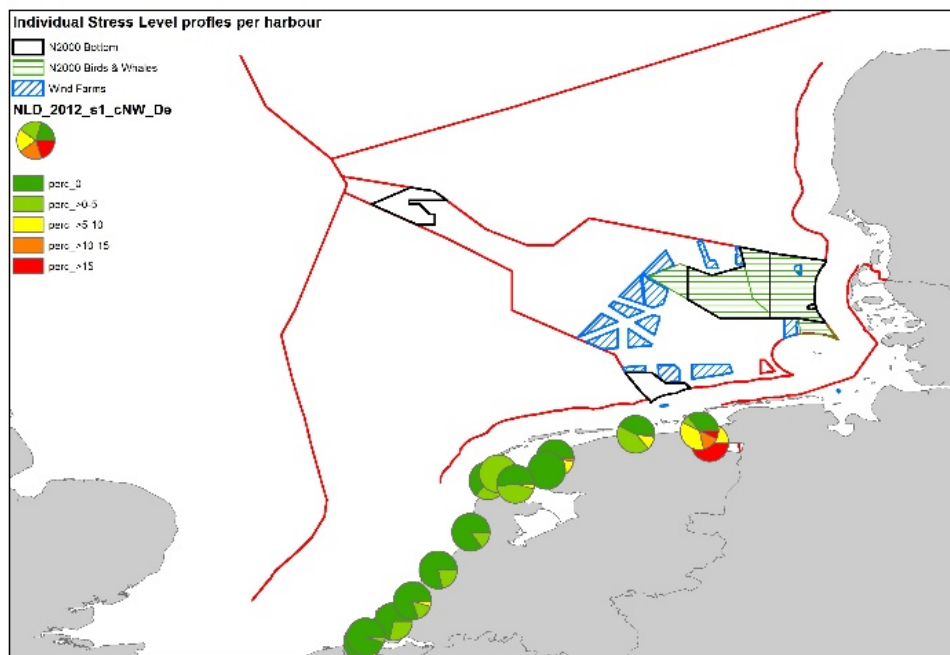 Individual Stress Level profles per harbour
N2000 Bottom
N2000 Birds & Whales
Wind Farms
NLD_2012_s1_cNW_De
perc_0
perc_>0-5
perc_>5-10
perc_>10-15
perc_>15